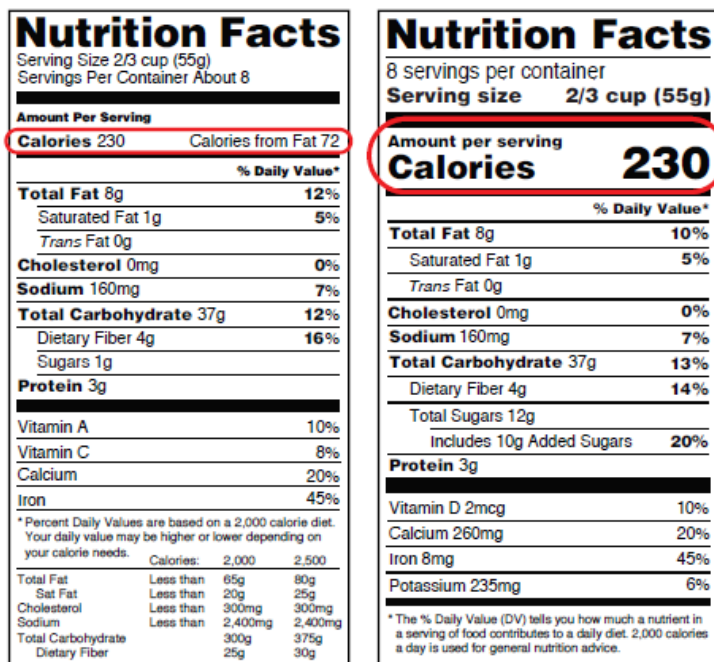 Nutrition Facts
Serving Size 2/3 cup (55g)
Servings Per Container About 8
Amount Per Serving
Calories 230 Calories from Fat 72
% Daily Value*
Total Fat 8g 12%
Saturated Fat 1g 5%
Trans Fat 0g
Cholesterol 0mg 0%
Sodium 160mg 7%
Total Carbohydrate 37g 12%
Dietary Fiber 4g 16%
Sugars 1g
Protein 3g
Vitamin A 10%
Vitamin C 8%
Calcium 20%
Iron 45%
* Percent Daily Values are based on a 2,000 calorie diet.
Your daily value may be higher or lower depending on
your calorie needs.
Calories: 2,000 2,500
Total Fat Less than 65g 80g
Sat Fat Less than 20g 25g
Cholesterol Less than 300mg 300mg
Sodium Less than 2,400mg 2,400mg
Total Carbohydrate 300g 375g
Dietary Fiber 25g 30g
Nutrition Facts
8 servings per container
Serving size 2/3 cup (55g)
Amount per serving
Calories 230
% Daily Value*
Total Fat 8g 10%
Saturated Fat 1g 5%
Trans Fat 0g
Cholesterol 0mg 0%
Sodium 160mg 7%
Total Carbohydrate 37g 13%
Dietary Fiber 4g 14%
Total Sugars 12g
Includes 10g Added Sugars 20%
Protein 3g
Vitamin D 2mcg 10%
Calcium 260mg 20%
Iron 8mg 45%
Potassium 235mg 6%
* The % Daily Value (DV) tells you how much a nutrient in
a serving of food contributes to a daily diet. 2,000 calories
a day is used for general nutrition advice.